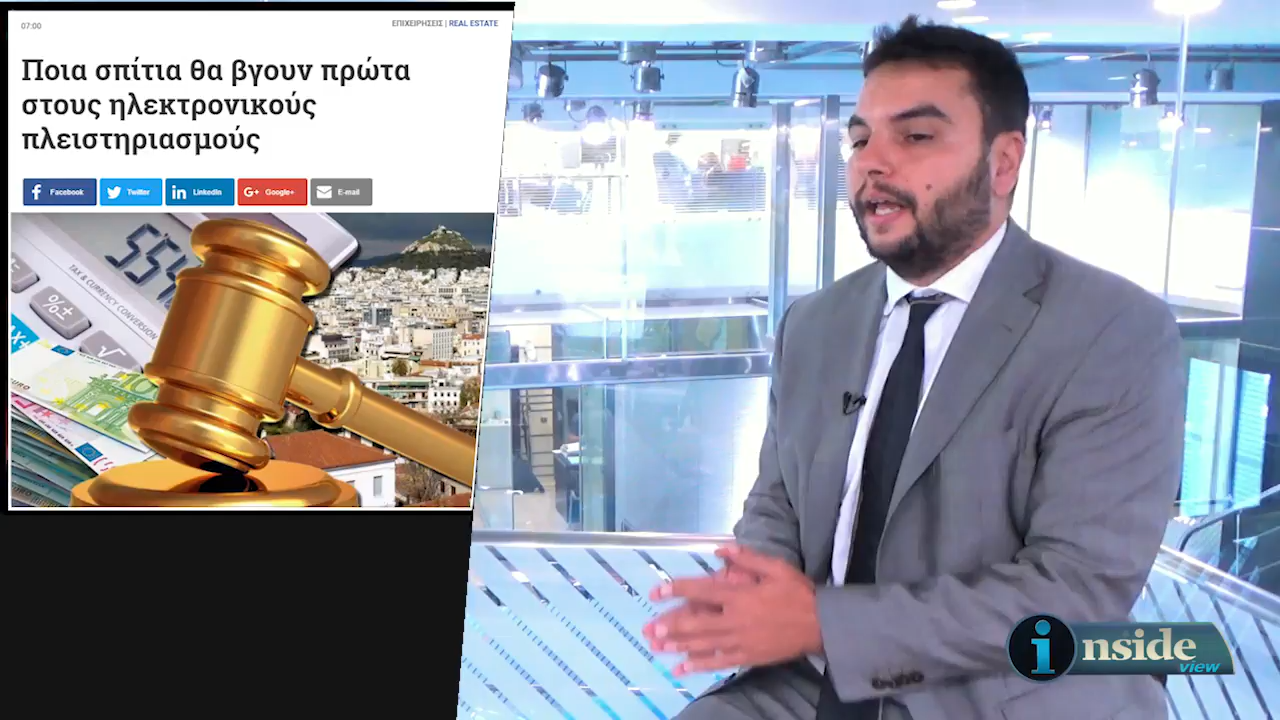 07:00
ΕΠΙΧΕΙΡΗΣΕΙΣ | REAL ESTATE
Ποια σπίτια θα βγουν πρώτα
στους ηλεκτρονικούς
πλειστηριασμούς
Facebook
Twitter
LinkedIn
Google+
E-mail
TAX & CURRENCY CONVERSION
inside
view